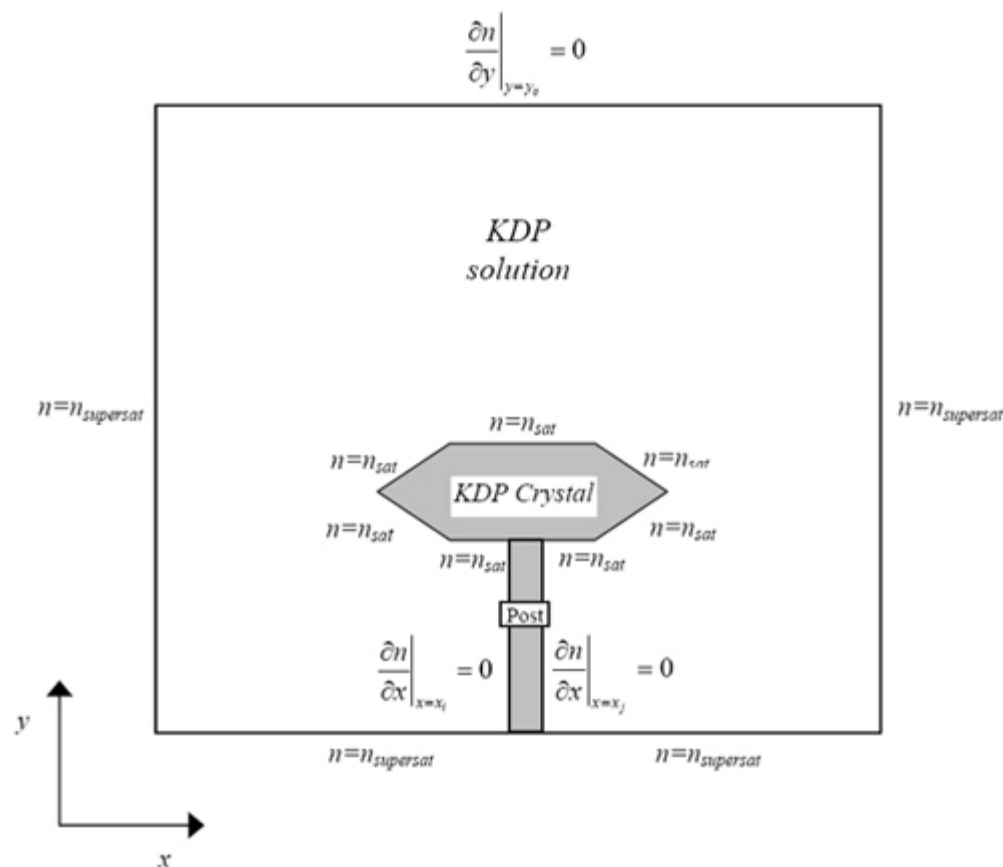 ∂n/∂y|y=y₀ = 0
KDP
solution
n=nsupersat
n=nsupersat
n=nsat
n=nsat
n=nsat
KDP Crystal
n=nsat
n=nsat
n=nsat
n=nsat
Post
∂n/∂x|x=xᵢ = 0
∂n/∂x|x=xⱼ = 0
y
n=nsupersat
n=nsupersat
x